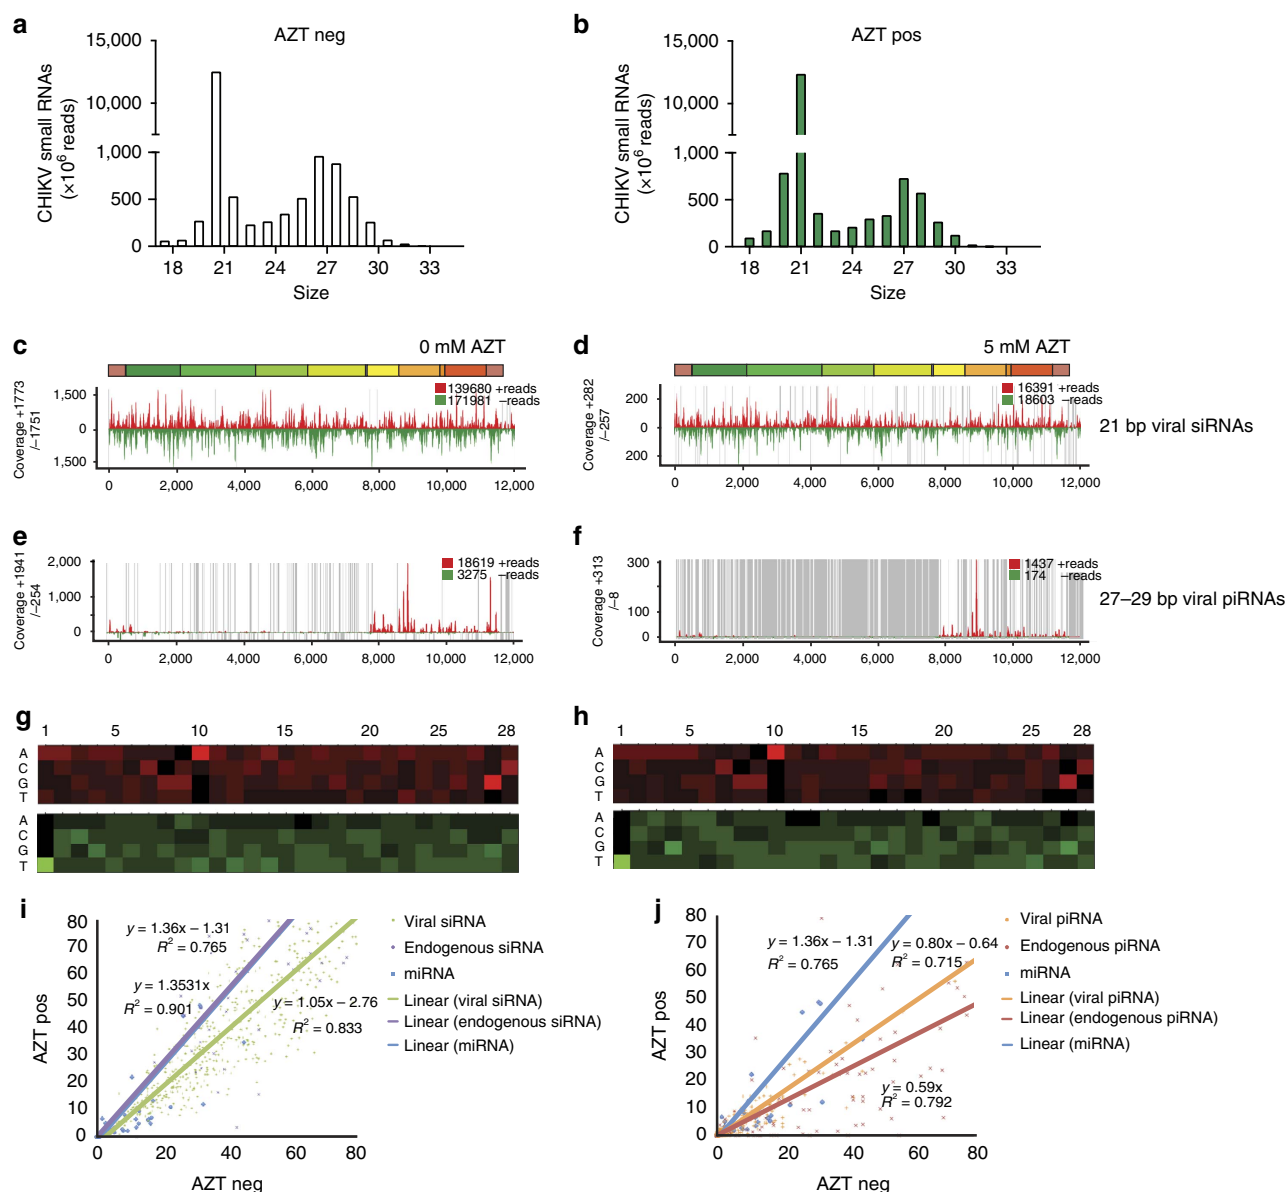 a
AZT neg
15,000
10,000
1,000
500
0
CHIKV small RNAs
(×10⁶ reads)
18 21 24 27 30 33
Size
b
AZT pos
15,000
10,000
1,000
500
0
CHIKV small RNAs
(×10⁶ reads)
18 21 24 27 30 33
Size
c
0 mM AZT
139680 +reads
171981 −reads
1,500
0
1,500
Coverage +1773
/−1751
0 2,000 4,000 6,000 8,000 10,000 12,000
d
5 mM AZT
16391 +reads
18603 −reads
200
0
200
Coverage +282
/−257
0 2,000 4,000 6,000 8,000 10,000 12,000
21 bp viral siRNAs
e
18619 +reads
3275 −reads
2,000
1,000
0
Coverage +1941
/−254
0 2,000 4,000 6,000 8,000 10,000 12,000
f
1437 +reads
174 −reads
300
100
0
Coverage +313
/−8
0 2,000 4,000 6,000 8,000 10,000 12,000
27–29 bp viral piRNAs
g
1 5 10 15 20 25 28
A
C
G
T
A
C
G
T
h
1 5 10 15 20 25 28
A
C
G
T
A
C
G
T
i
80
70
60
50
40
30
20
10
0
AZT pos
y = 1.36x − 1.31
R² = 0.765
y = 1.3531x
R² = 0.901
y = 1.05x − 2.76
R² = 0.833
0 20 40 60 80
AZT neg
Viral siRNA
Endogenous siRNA
miRNA
Linear (viral siRNA)
Linear (endogenous siRNA)
Linear (miRNA)
j
80
70
60
50
40
30
20
10
0
AZT pos
y = 1.36x − 1.31
R² = 0.765
y = 0.80x − 0.64
R² = 0.715
y = 0.59x
R² = 0.792
0 20 40 60 80
AZT neg
Viral piRNA
Endogenous piRNA
miRNA
Linear (viral piRNA)
Linear (endogenous piRNA)
Linear (miRNA)